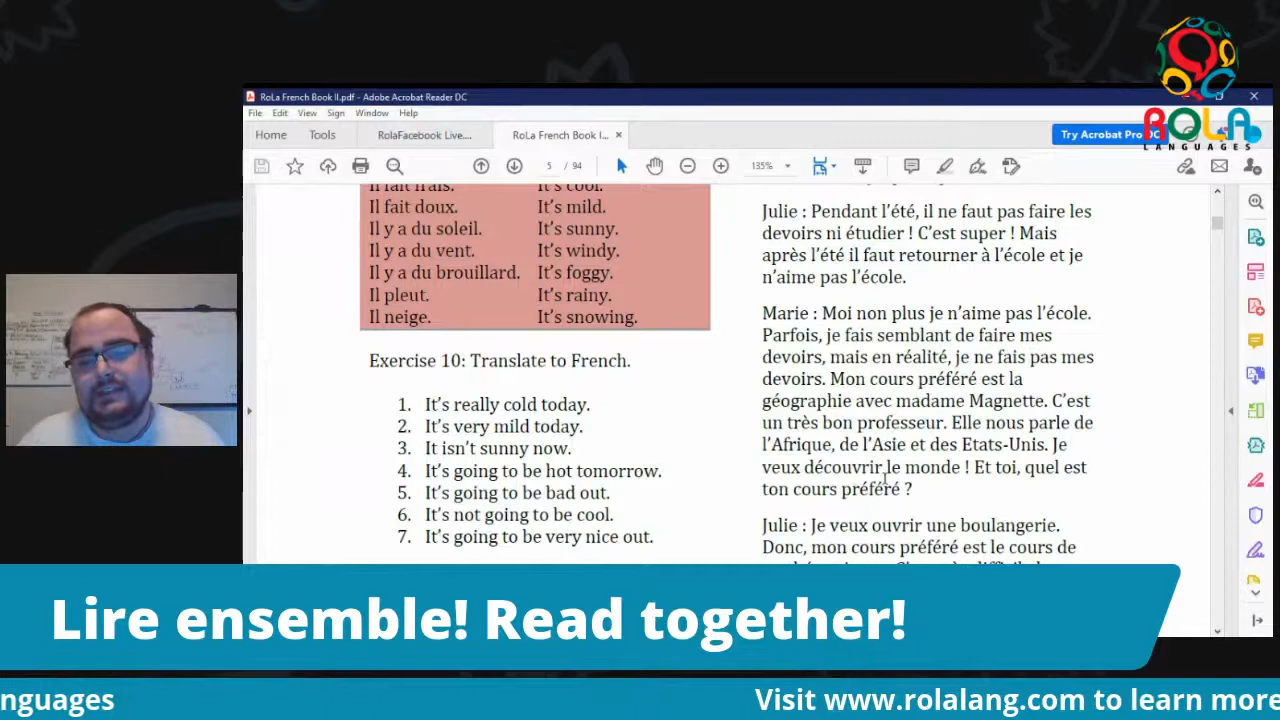 ROLA
LANGUAGES
RoLa French Book II.pdf - Adobe Acrobat Reader DC
File Edit View Sign Window Help
Home Tools RolaFacebook Live... RoLa French Book I... Try Acrobat Pro DC
5 / 94 135%
Il fait frais. It's cool.
Il fait doux. It's mild.
Il y a du soleil. It's sunny.
Il y a du vent. It's windy.
Il y a du brouillard. It's foggy.
Il pleut. It's rainy.
Il neige. It's snowing.
Exercise 10: Translate to French.
1. It's really cold today.
2. It's very mild today.
3. It isn't sunny now.
4. It's going to be hot tomorrow.
5. It's going to be bad out.
6. It's not going to be cool.
7. It's going to be very nice out.
Julie : Pendant l'été, il ne faut pas faire les
devoirs ni étudier ! C'est super ! Mais
après l'été il faut retourner à l'école et je
n'aime pas l'école.
Marie : Moi non plus je n'aime pas l'école.
Parfois, je fais semblant de faire mes
devoirs, mais en réalité, je ne fais pas mes
devoirs. Mon cours préféré est la
géographie avec madame Magnette. C'est
un très bon professeur. Elle nous parle de
l'Afrique, de l'Asie et des Etats-Unis. Je
veux découvrir le monde ! Et toi, quel est
ton cours préféré ?
Julie : Je veux ouvrir une boulangerie.
Donc, mon cours préféré est le cours de
Lire ensemble! Read together!
nguages Visit www.rolalang.com to learn more